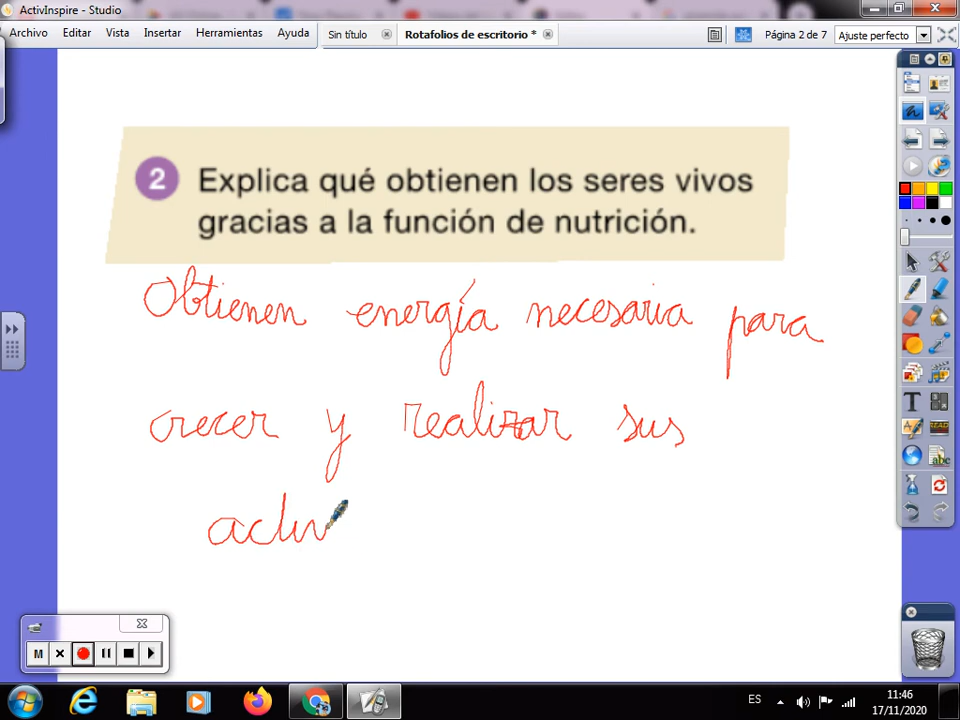 ActivInspire - Studio
Archivo Editar Vista Insertar Herramientas Ayuda
Sin título
Rotafolios de escritorio *
Página 2 de 7
Ajuste perfecto
2 Explica qué obtienen los seres vivos
gracias a la función de nutrición.
Obtienen energía necesaria para
crecer y realizar sus
activ
M
T
abc
ES
11:46
17/11/2020